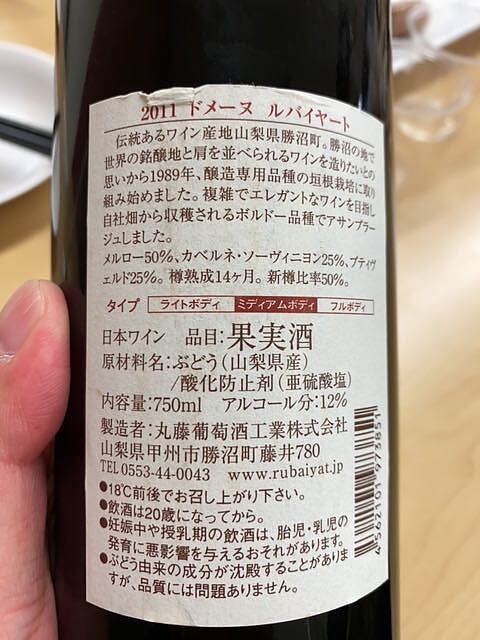 2011 ドメーヌ ルバイヤート
伝統あるワイン産地山梨県勝沼町。勝沼の地で
世界の銘醸地と肩を並べられるワインを造りたいとの
思いから1989年、醸造専用品種の垣根栽培に取り
組み始めました。複雑でエレガントなワインを目指し
自社畑から収穫されるボルドー品種でアサンブラー
ジュしました。
メルロー50%、カベルネ・ソーヴィニヨン25%、プティヴ
ェルド25%。樽熟成14ヶ月。新樽比率50%。
タイプ ライトボディ ミディアムボディ フルボディ
日本ワイン 品目:果実酒
原材料名:ぶどう(山梨県産)
/酸化防止剤(亜硫酸塩)
内容量:750ml アルコール分:12%
製造者:丸藤葡萄酒工業株式会社
山梨県甲州市勝沼町藤井780
TEL 0553-44-0043 www.rubaiyat.jp
●18℃前後でお召し上がり下さい。
●飲酒は20歳になってから。
●妊娠中や授乳期の飲酒は、胎児・乳児の
発育に悪影響を与えるおそれがあります。
●ぶどう由来の成分が沈殿することがありま
すが、品質には問題ありません。
4562101973851